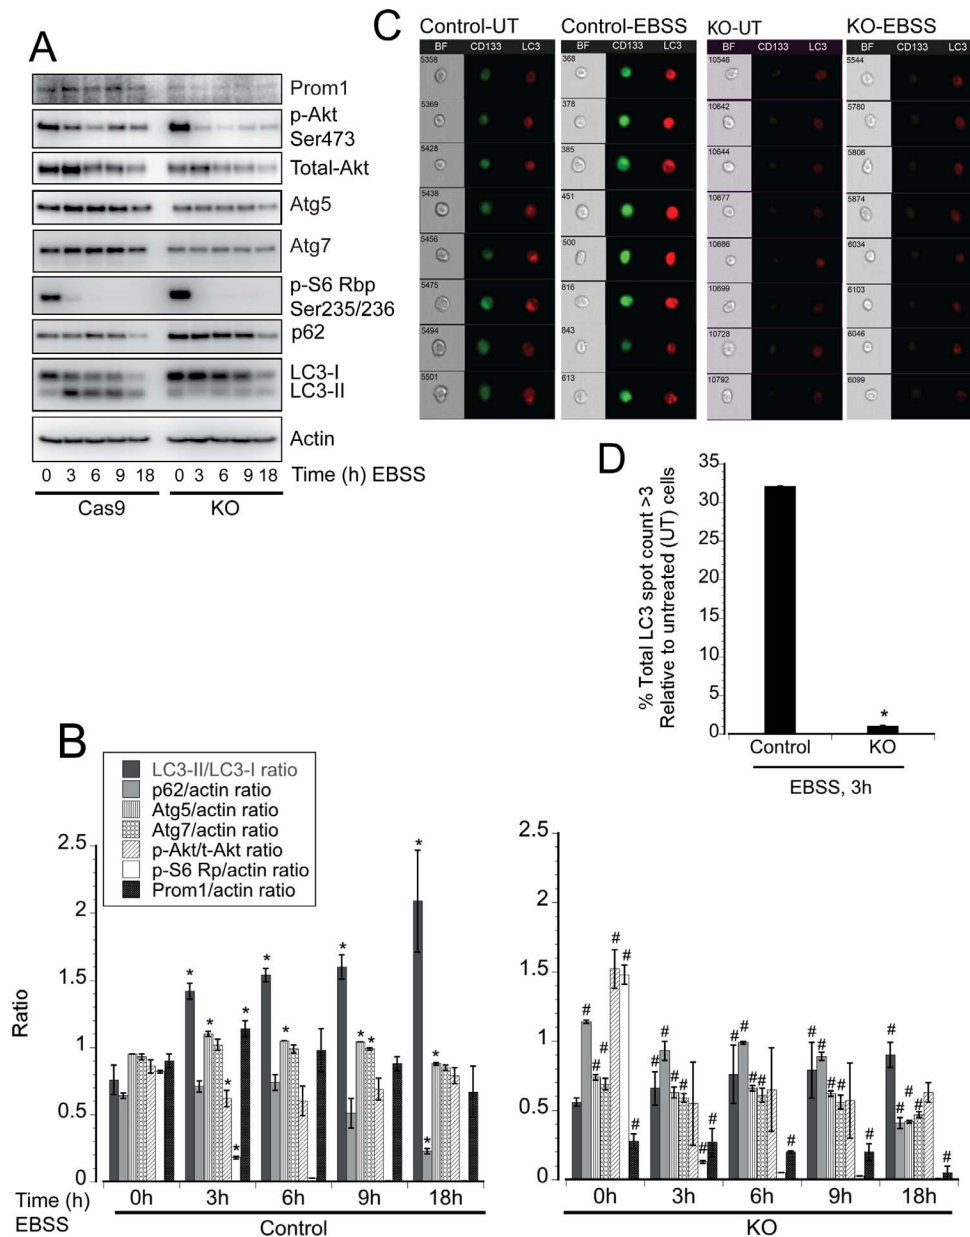 A
Prom1
p-Akt
Ser473
Total-Akt
Atg5
Atg7
p-S6 Rbp
Ser235/236
p62
LC3-I
LC3-II
Actin
0 3 6 9 18 0 3 6 9 18 Time (h) EBSS
Cas9 KO
C
Control-UT Control-EBSS KO-UT KO-EBSS
BF CD133 LC3 BF CD133 LC3 BF CD133 LC3 BF CD133 LC3
5358 368 10546 5544
5369 378 10642 5780
5428 385 10644 5806
5438 451 10677 5874
5456 500 10686 6034
5475 816 10699 6103
5494 843 10728 6046
5501 613 10792 6099
D
% Total LC3 spot count >3
Relative to untreated (UT) cells
35
30
25
20
15
10
5
0
*
Control KO
EBSS, 3h
B
LC3-II/LC3-I ratio
p62/actin ratio
Atg5/actin ratio
Atg7/actin ratio
p-Akt/t-Akt ratio
p-S6 Rp/actin ratio
Prom1/actin ratio
Ratio
2.5
2
1.5
1
0.5
0
* * * * * * * * * * * * * *
Time (h) 0h 3h 6h 9h 18h
EBSS
Control
2.5
2
1.5
1
0.5
0
# # # # # # # # # # # # # # # # # # # # # # # # # # #
0h 3h 6h 9h 18h
KO